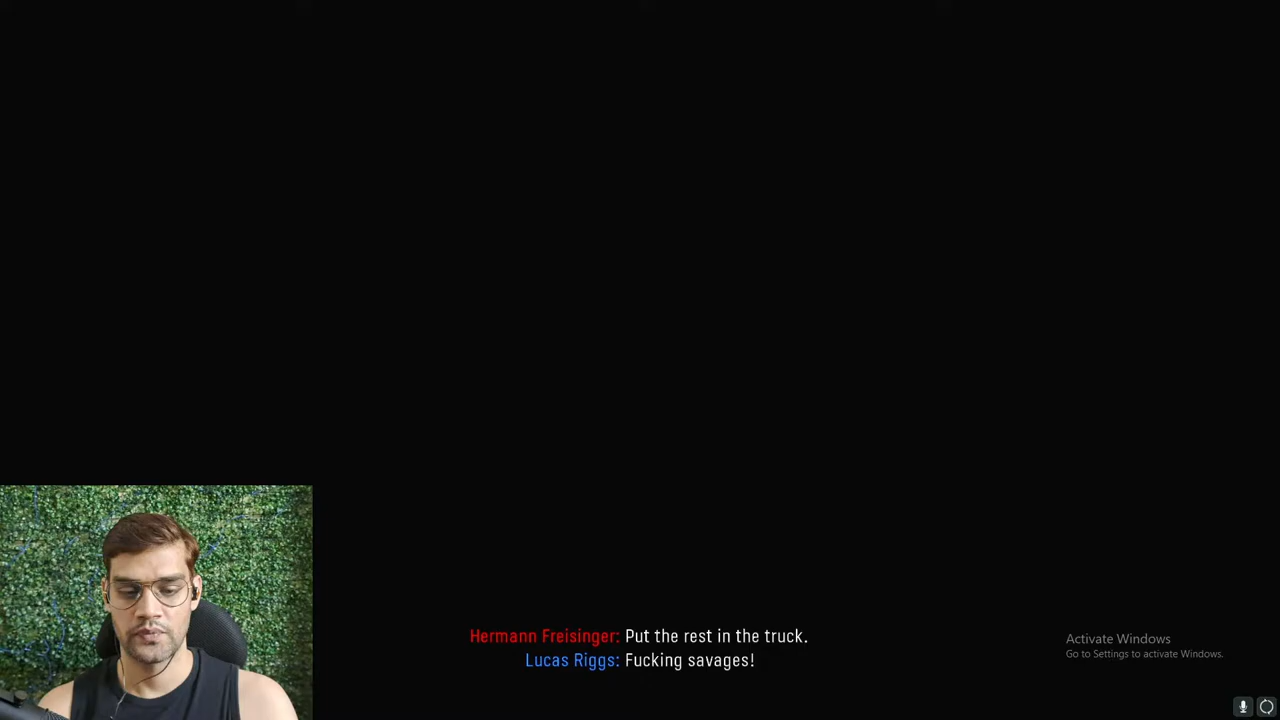 Hermann Freisinger: Put the rest in the truck.
Lucas Riggs: Fucking savages!
Activate Windows
Go to Settings to activate Windows.